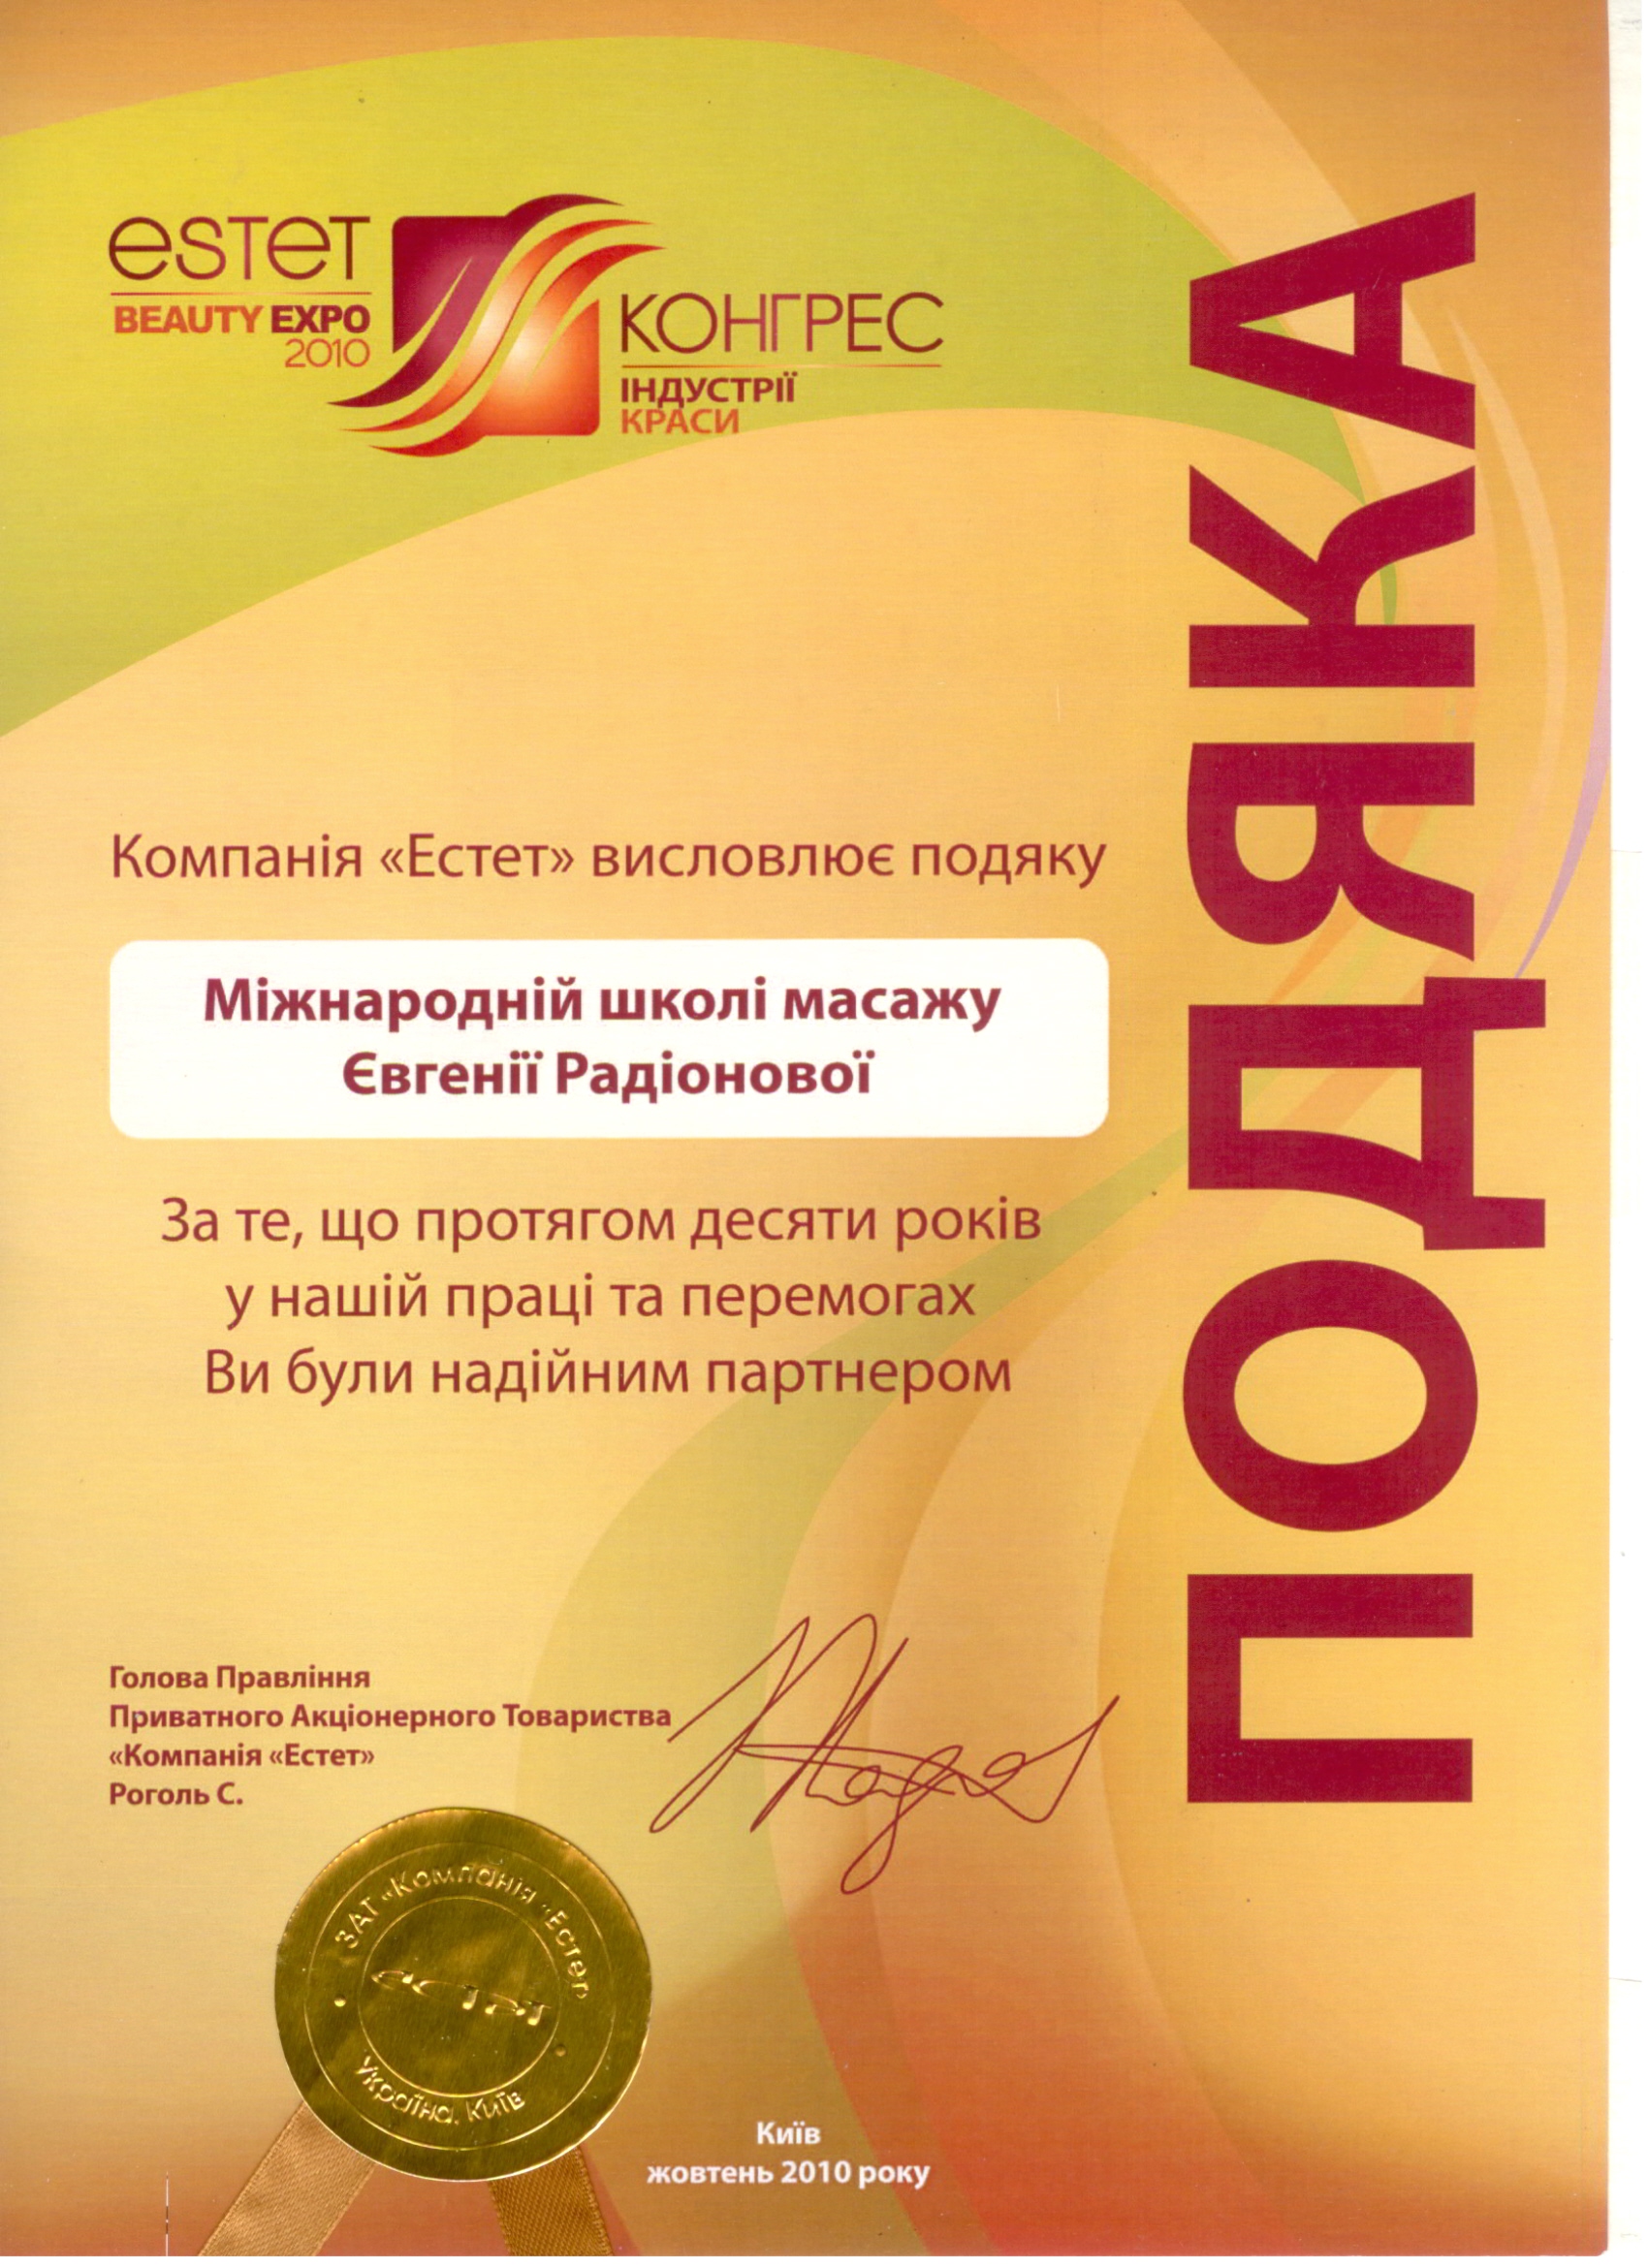 estet
BEAUTY EXPO
2010
КОНГРЕС
ІНДУСТРІЇ
КРАСИ
ПОДЯКА
Компанія «Естет» висловлює подяку
Міжнародній школі масажу
Євгенії Радіонової
За те, що протягом десяти років
у нашій праці та перемогах
Ви були надійним партнером
Голова Правління
Приватного Акціонерного Товариства
«Компанія «Естет»
Роголь С.
ЗАТ «Компанія «Естет»
estet
Україна. Київ
Київ
жовтень 2010 року